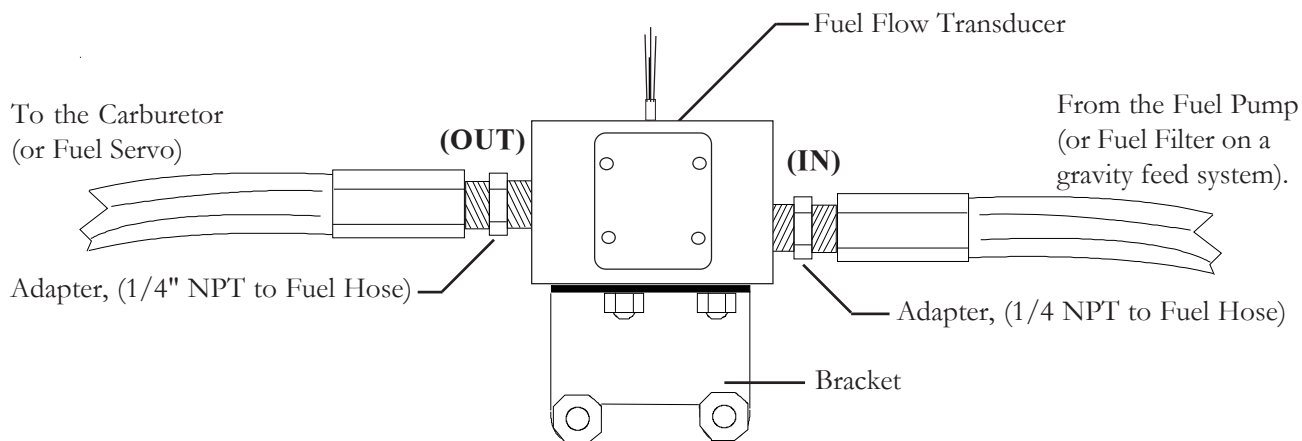 Fuel Flow Transducer
To the Carburetor
(or Fuel Servo)
(OUT)
(IN)
From the Fuel Pump
(or Fuel Filter on a
gravity feed system).
Adapter, (1/4" NPT to Fuel Hose)
Adapter, (1/4 NPT to Fuel Hose)
Bracket